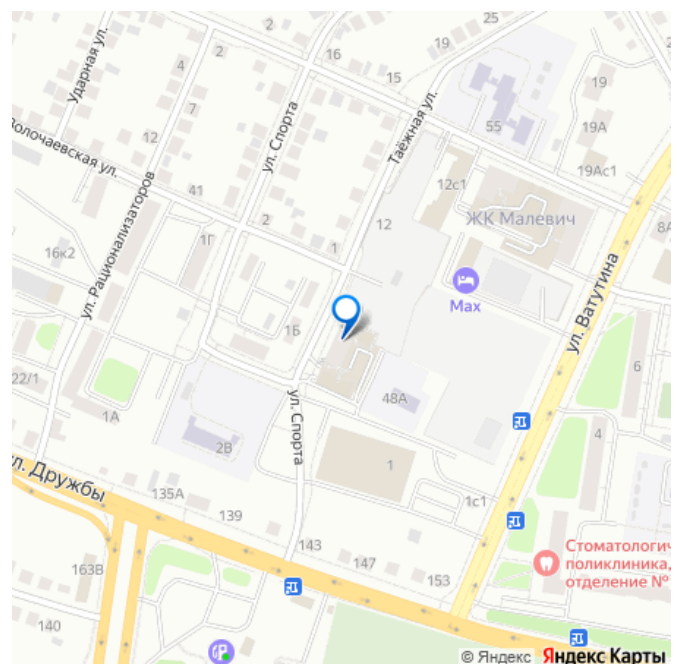 25
Ударная ул.
2
16
Мах
4
15
19
7
55
ул. Спорта
Таёжная ул.
19А
Волочаевская ул.
12
19Ас1
12с1
41
ул. Рационализаторов
2
12
ЖК Малевич
8А
1Г
1
16к2
Мах
1Б
ул. Ватутина
22/1
6
48А
1А
ул. Спорта
2В
4
ул. Дружбы
1
135А
1с1
139
143
Стоматологич
поликлиника,
отделение №
147
163В
153
140
© Яндекс Яндекс Карты